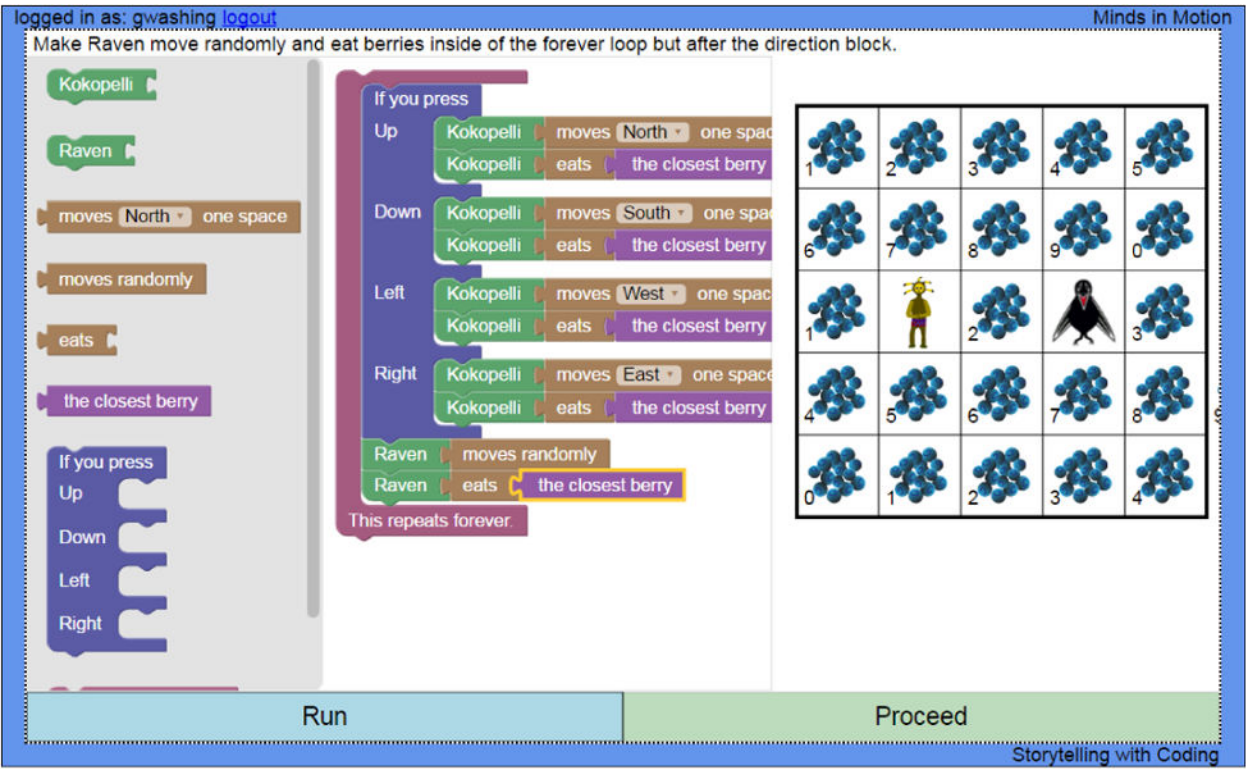 logged in as: gwashing logout
Minds in Motion
Make Raven move randomly and eat berries inside of the forever loop but after the direction block.
Kokopelli
Raven
moves North one space
moves randomly
eats
the closest berry
If you press
Up
Down
Left
Right
If you press
Up Kokopelli moves North one spac
Kokopelli eats the closest berry
Down Kokopelli moves South one spa
Kokopelli eats the closest berry
Left Kokopelli moves West one spac
Kokopelli eats the closest berry
Right Kokopelli moves East one space
Kokopelli eats the closest berry
Raven moves randomly
Raven eats the closest berry
This repeats forever.
1 2 3 4 5
6 7 8 9 0
1 2 3
4 5 6 7 8
0 1 2 3 4
Run
Proceed
Storytelling with Coding